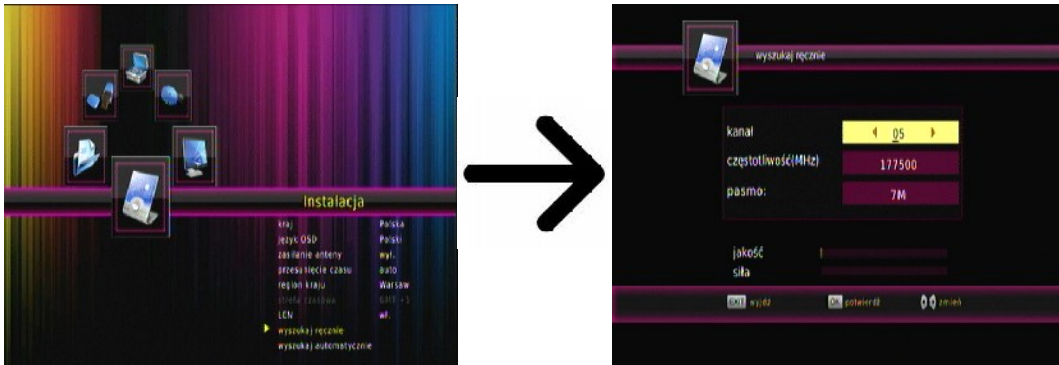 Instalacja
kraj Polska
język OSD Polski
zasilanie anteny wył.
przesunięcie czasu auto
region kraju Warsaw
strefa czasowa GMT +1
LCN wł.
wyszukaj ręcznie
wyszukaj automatycznie
wyszukaj ręcznie
kanał 05
częstotliwość(MHz) 177500
pasmo: 7M
jakość
siła
EXIT wyjdź OK potwierdź zmień